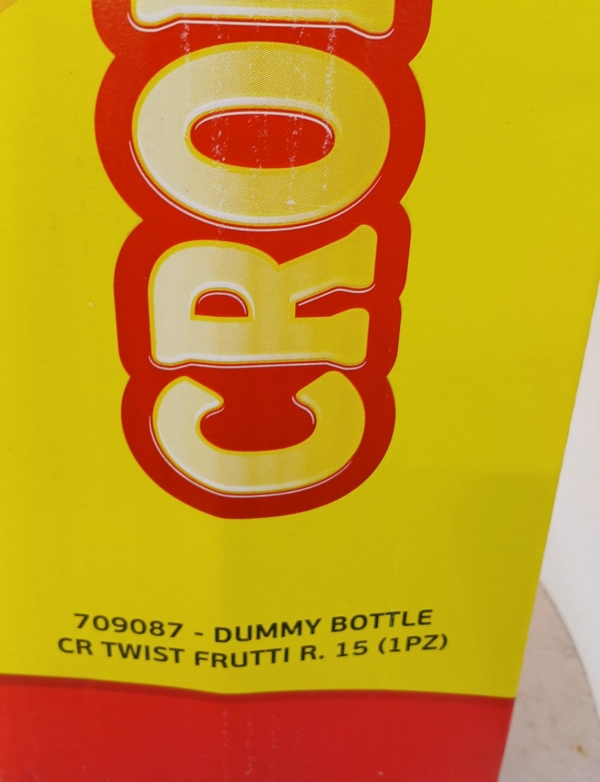 CRO
709087 - DUMMY BOTTLE
CR TWIST FRUTTI R. 15 (1PZ)